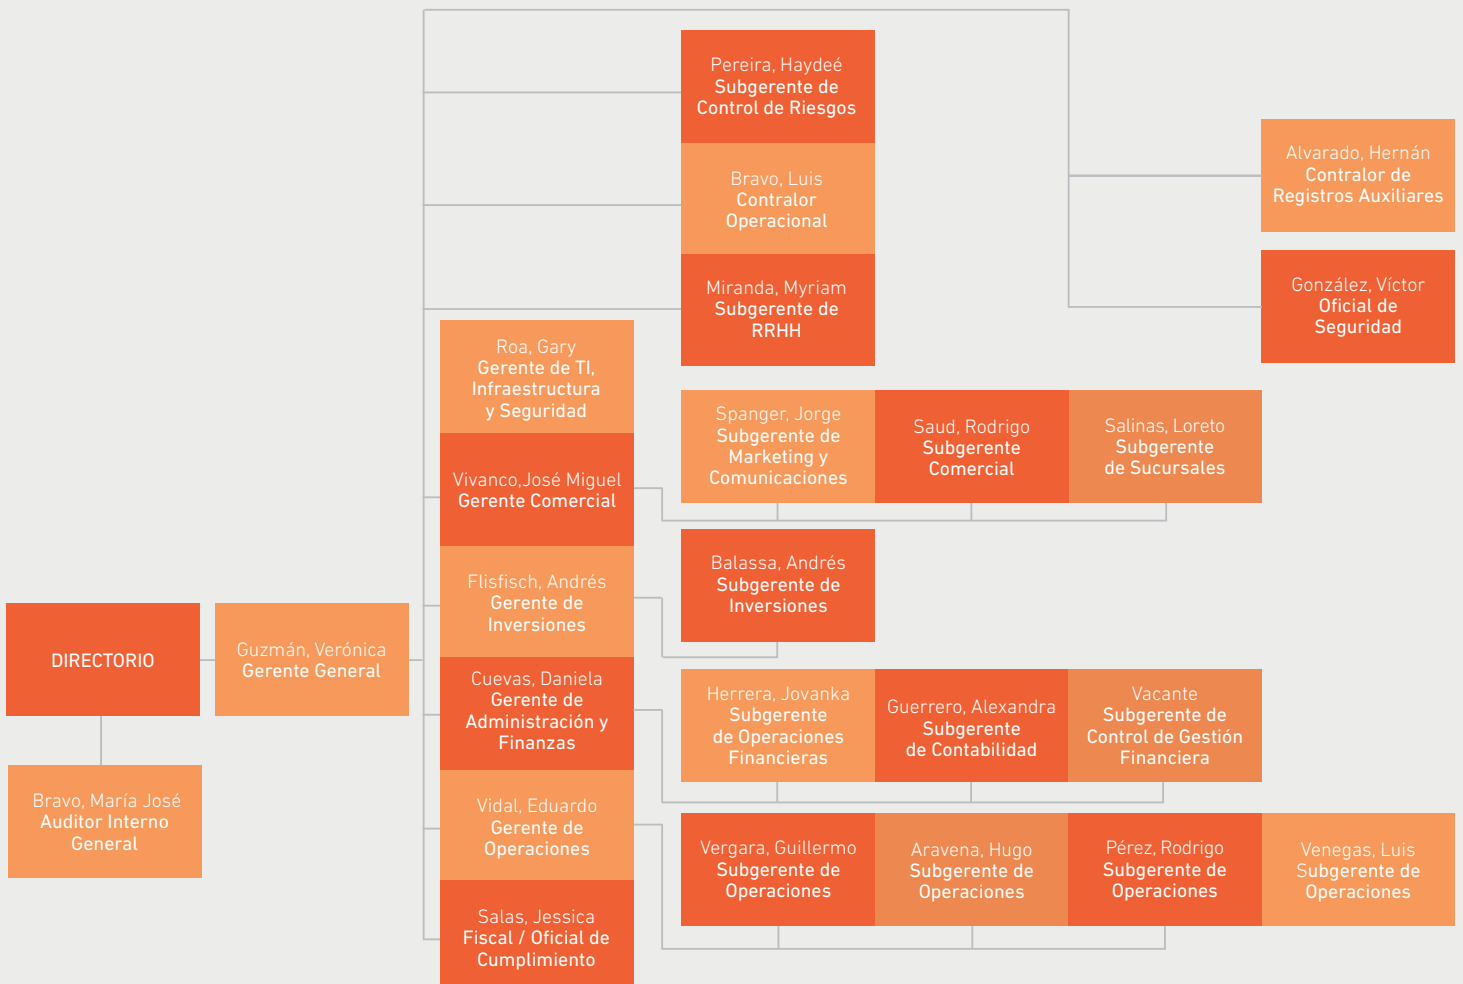 Pereira, Haydeé
Subgerente de
Control de Riesgos
Bravo, Luis
Contralor
Operacional
Miranda, Myriam
Subgerente de
RRHH
Alvarado, Hernán
Contralor de
Registros Auxiliares
González, Víctor
Oficial de
Seguridad
Roa, Gary
Gerente de TI,
Infraestructura
y Seguridad
Vivanco,José Miguel
Gerente Comercial
Spanger, Jorge
Subgerente de
Marketing y
Comunicaciones
Saud, Rodrigo
Subgerente
Comercial
Salinas, Loreto
Subgerente
de Sucursales
Flisfisch, Andrés
Gerente de
Inversiones
Balassa, Andrés
Subgerente de
Inversiones
DIRECTORIO
Guzmán, Verónica
Gerente General
Cuevas, Daniela
Gerente de
Administración y
Finanzas
Herrera, Jovanka
Subgerente
de Operaciones
Financieras
Guerrero, Alexandra
Subgerente
de Contabilidad
Vacante
Subgerente de
Control de Gestión
Financiera
Bravo, María José
Auditor Interno
General
Vidal, Eduardo
Gerente de
Operaciones
Vergara, Guillermo
Subgerente de
Operaciones
Aravena, Hugo
Subgerente de
Operaciones
Pérez, Rodrigo
Subgerente de
Operaciones
Venegas, Luis
Subgerente de
Operaciones
Salas, Jessica
Fiscal / Oficial de
Cumplimiento